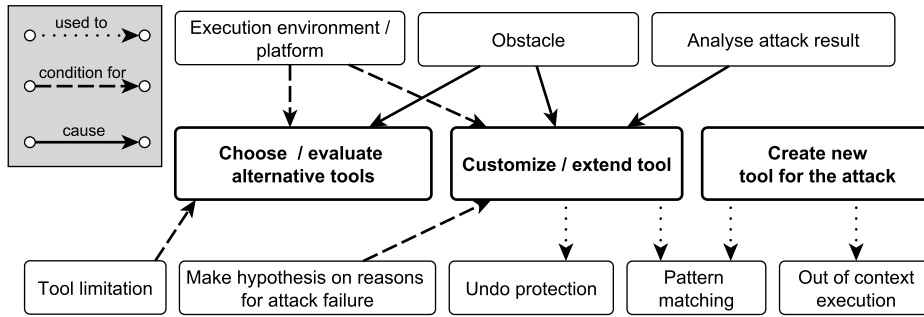 used to
condition for
cause
Execution environment /
platform
Obstacle
Analyse attack result
Choose / evaluate
alternative tools
Customize / extend tool
Create new
tool for the attack
Tool limitation
Make hypothesis on reasons
for attack failure
Undo protection
Pattern
matching
Out of context
execution